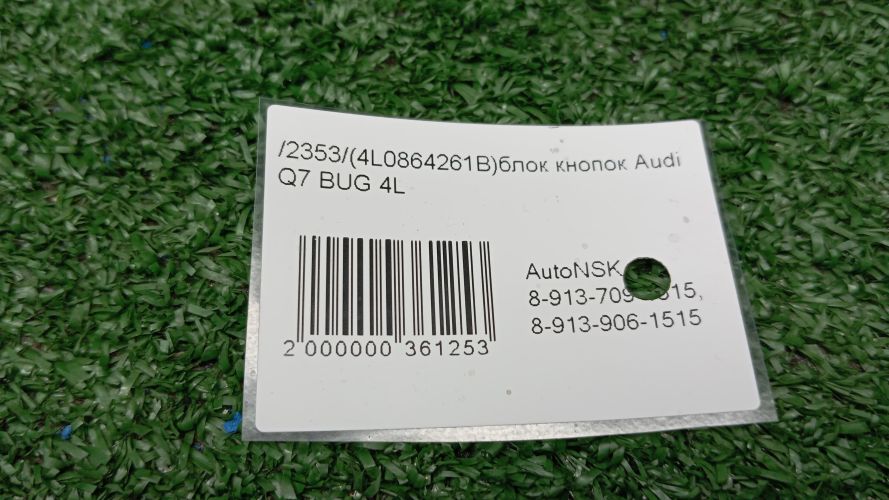 /2353/(4L0864261B)блок кнопок Audi
Q7 BUG 4L
AutoNSK
8-913-709- 515,
8-913-906-1515
2 000000 361253